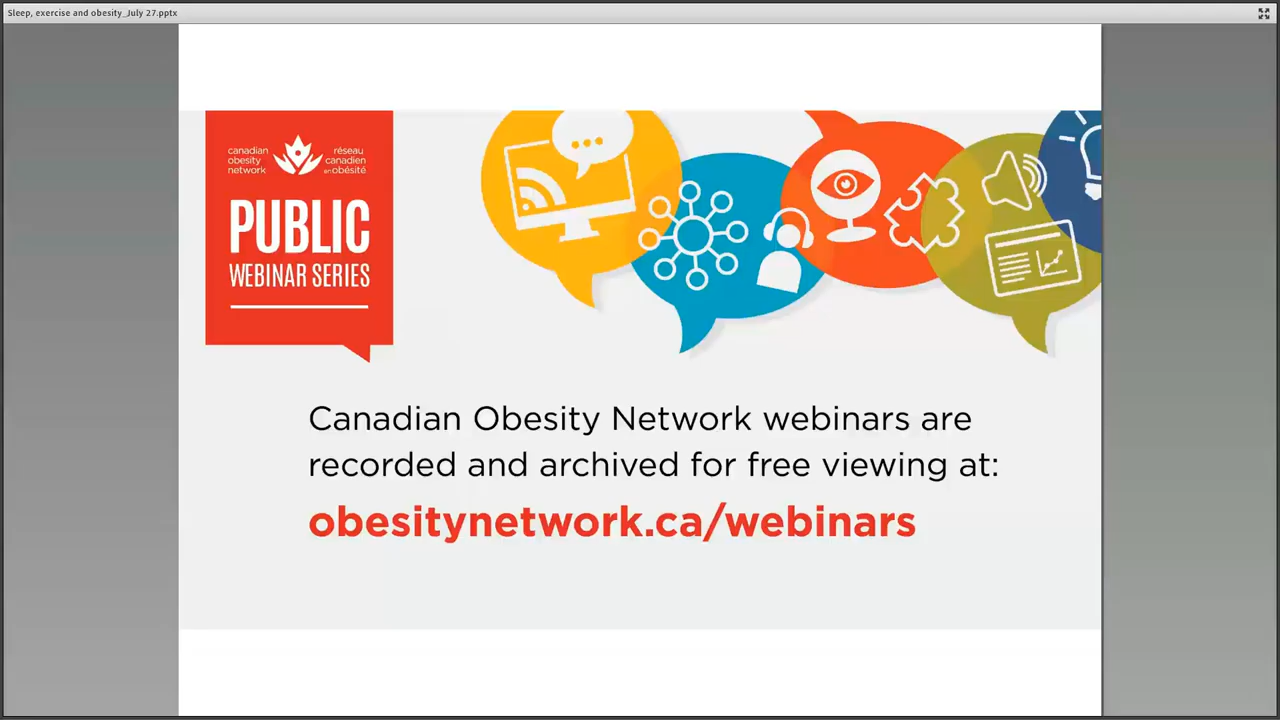 Sleep, exercise and obesity_July 27.pptx
canadian
obesity
network
réseau
canadien
en obésité
PUBLIC
WEBINAR SERIES
Canadian Obesity Network webinars are
recorded and archived for free viewing at:
obesitynetwork.ca/webinars